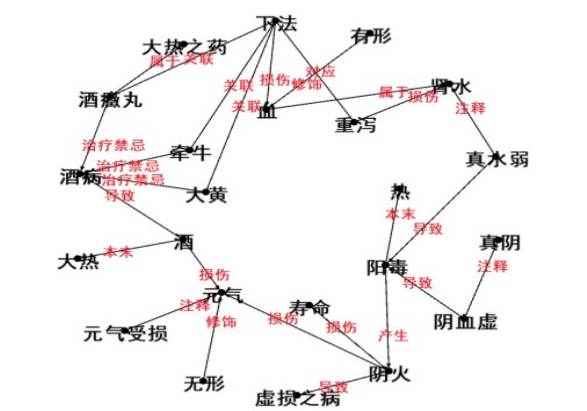 下法
有形
大热之药
属于
关联
对应
关联
损伤
修饰
肾水
酒癥丸
关联
血
属于
损伤
注释
重泻
治疗禁忌
牵牛
真水弱
治疗禁忌
酒病
治疗禁忌
大黄
热
导致
本末
导致
酒
真阴
本末
大热
阳毒
注释
损伤
导致
元气
寿命
注释
修饰
损伤
损伤
阴血虚
元气受损
产生
阴火
无形
导致
虚损之病